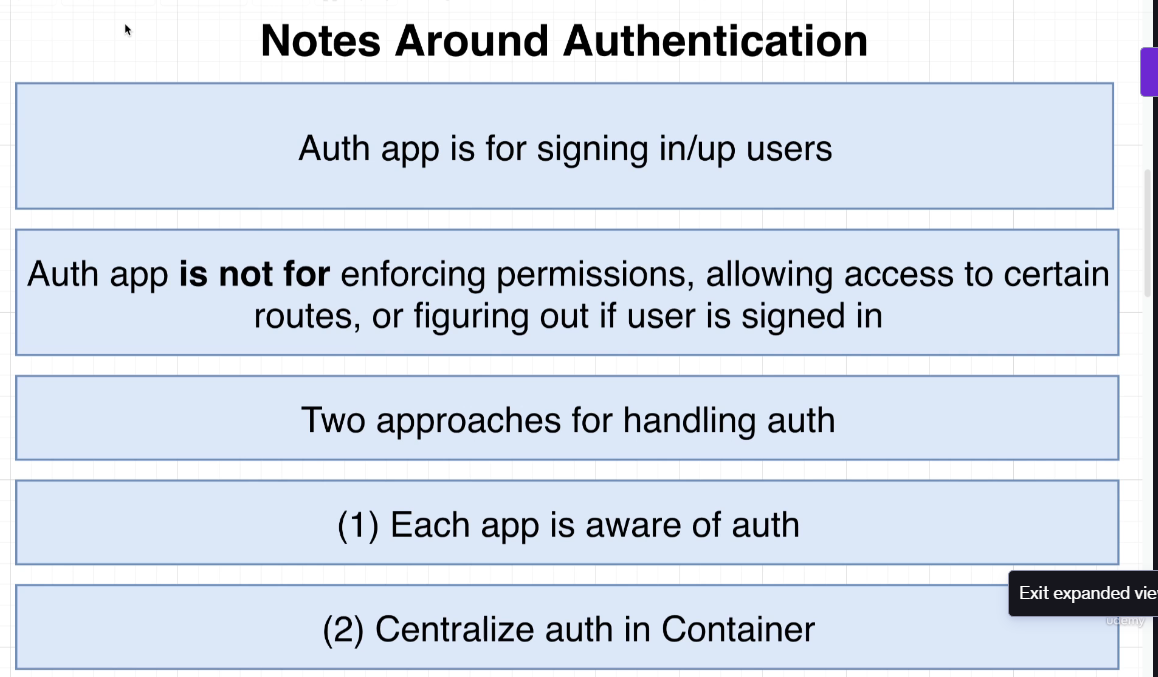 Notes Around Authentication
Auth app is for signing in/up users
Auth app is not for enforcing permissions, allowing access to certain
routes, or figuring out if user is signed in
Two approaches for handling auth
(1) Each app is aware of auth
(2) Centralize auth in Container
Exit expanded vie
udemy